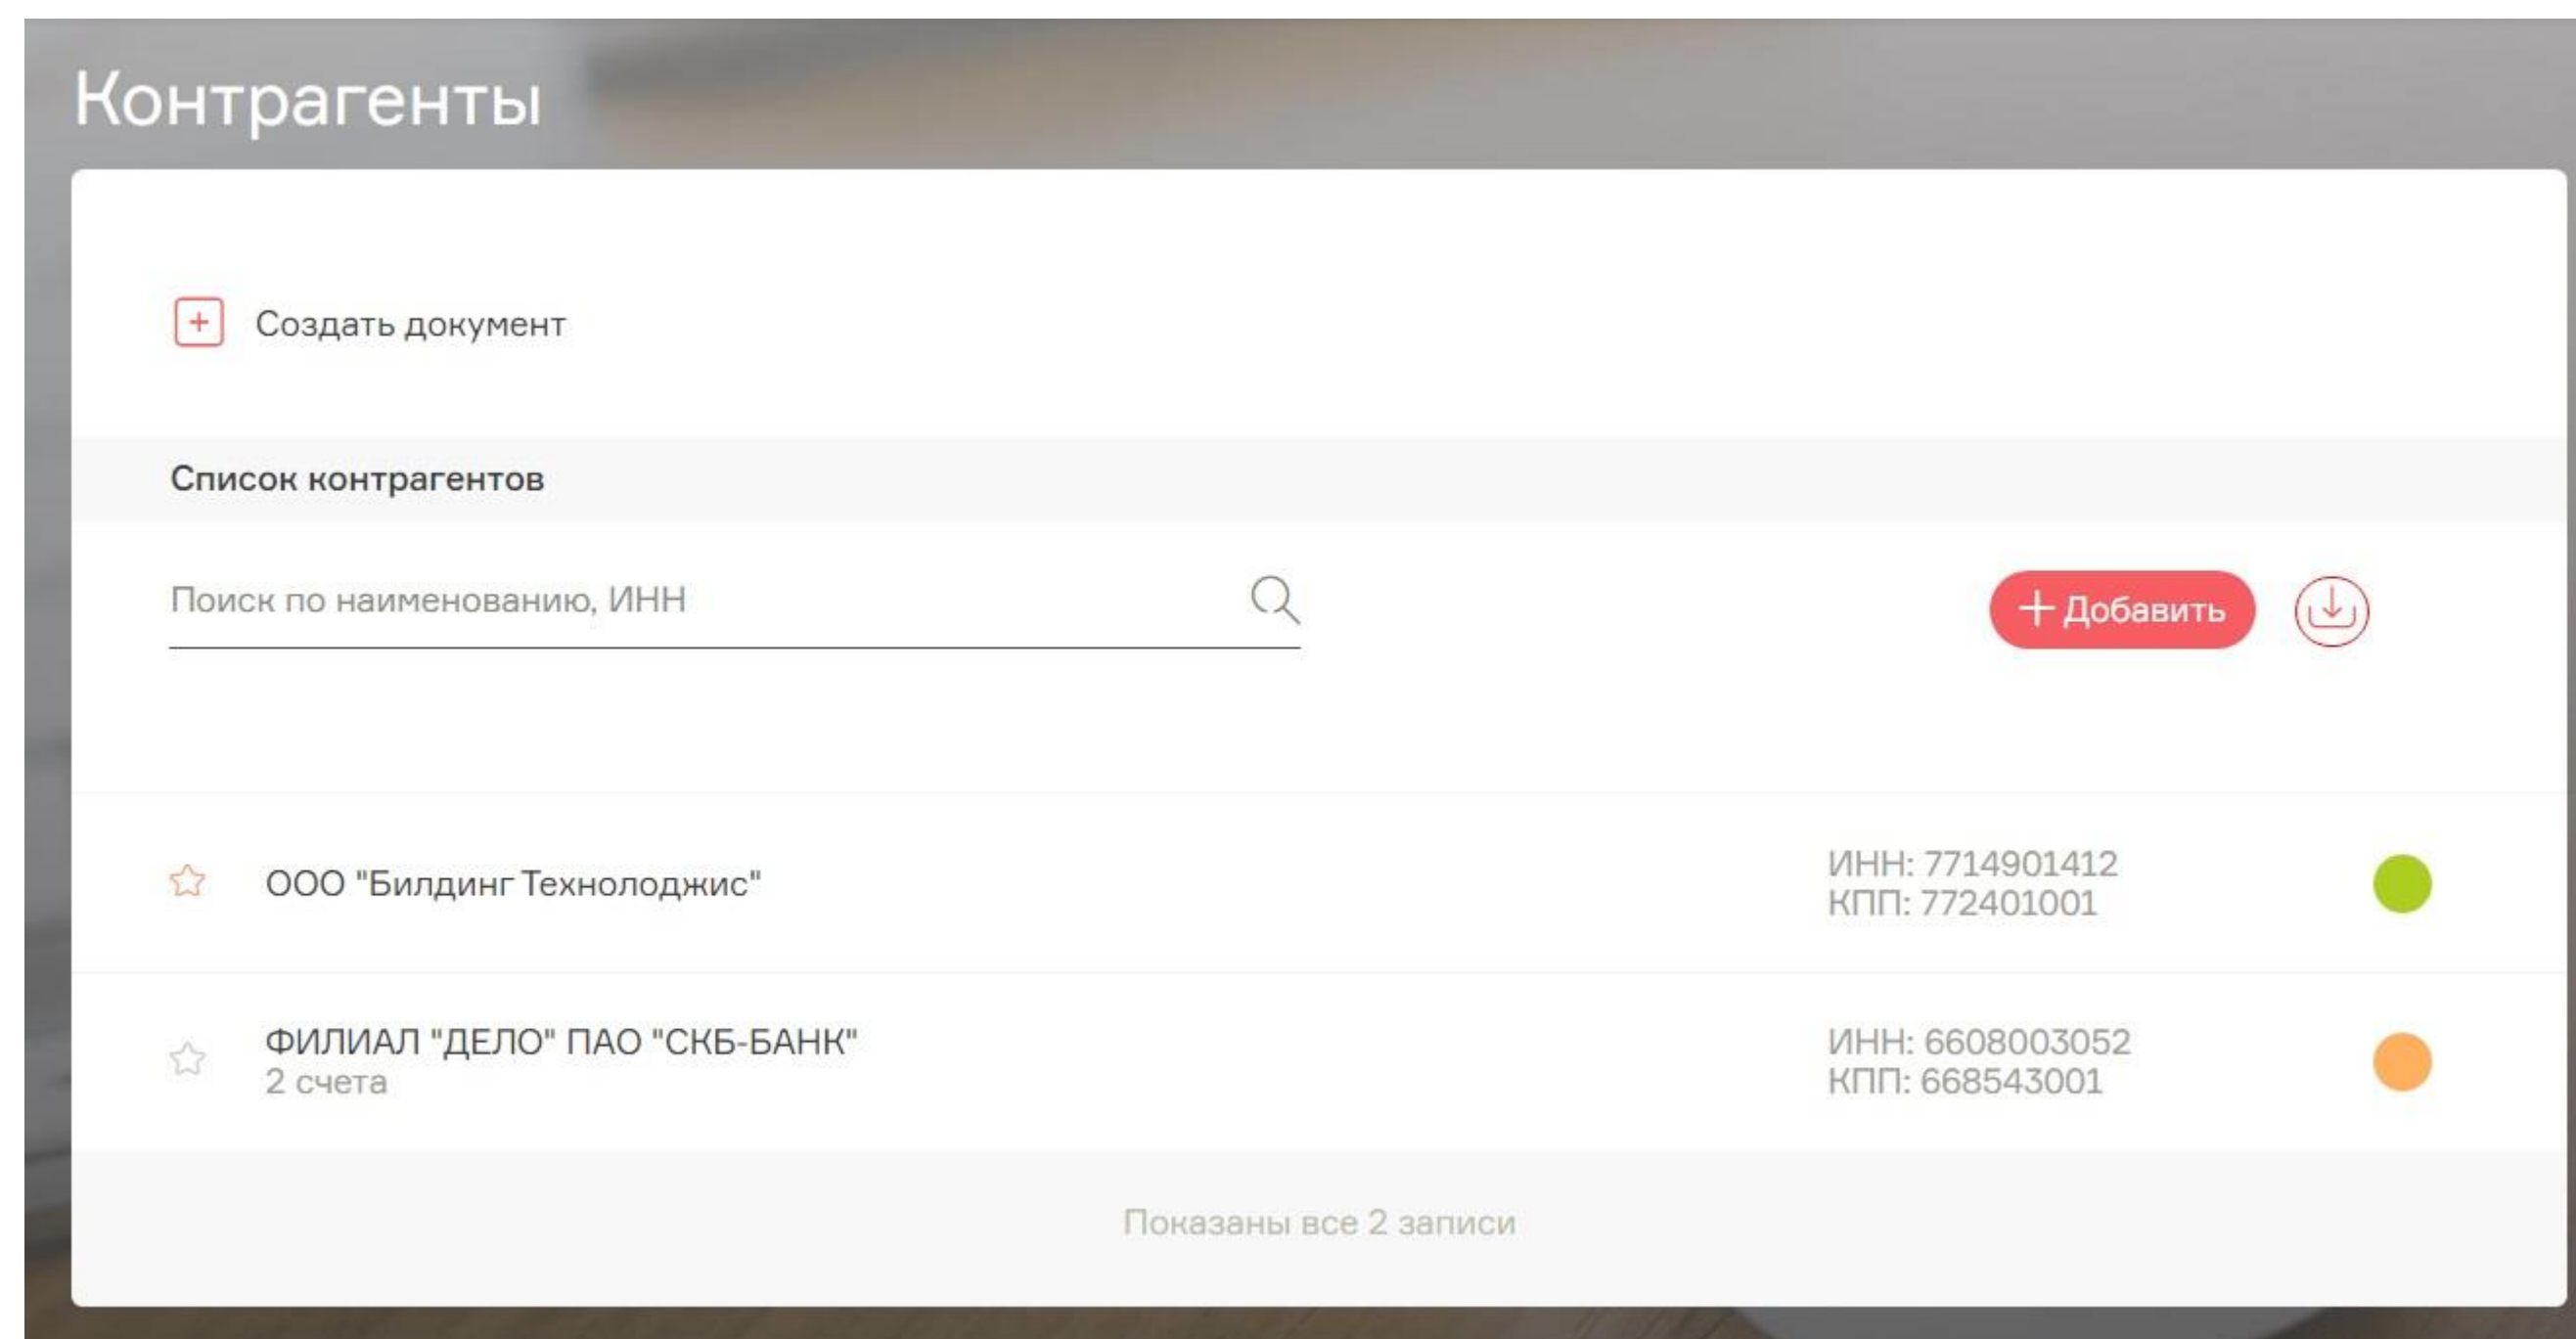 Контрагенты
Создать документ
Список контрагентов
Поиск по наименованию, ИНН
Добавить
ООО "Билдинг Технолоджис"
ИНН: 7714901412
КПП: 772401001
ФИЛИАЛ "ДЕЛО" ПАО "СКБ-БАНК"
2 счета
ИНН: 6608003052
КПП: 668543001
Показаны все 2 записи